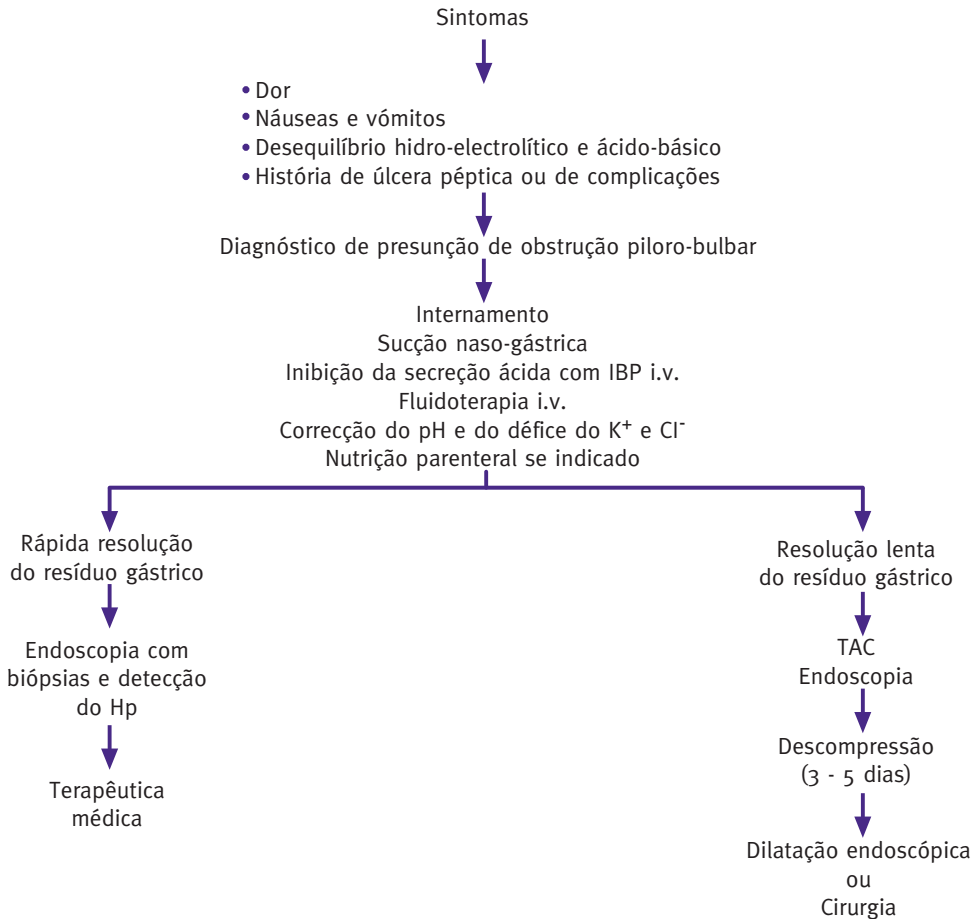 Sintomas
• Dor
• Náuseas e vómitos
• Desequilíbrio hidro-electrolítico e ácido-básico
• História de úlcera péptica ou de complicações
Diagnóstico de presunção de obstrução piloro-bulbar
Internamento
Sucção naso-gástrica
Inibição da secreção ácida com IBP i.v.
Fluidoterapia i.v.
Correcção do pH e do défice do K⁺ e Cl⁻
Nutrição parenteral se indicado
Rápida resolução
do resíduo gástrico
Endoscopia com
biópsias e detecção
do Hp
Terapêutica
médica
Resolução lenta
do resíduo gástrico
TAC
Endoscopia
Descompressão
(3 - 5 dias)
Dilatação endoscópica
ou
Cirurgia